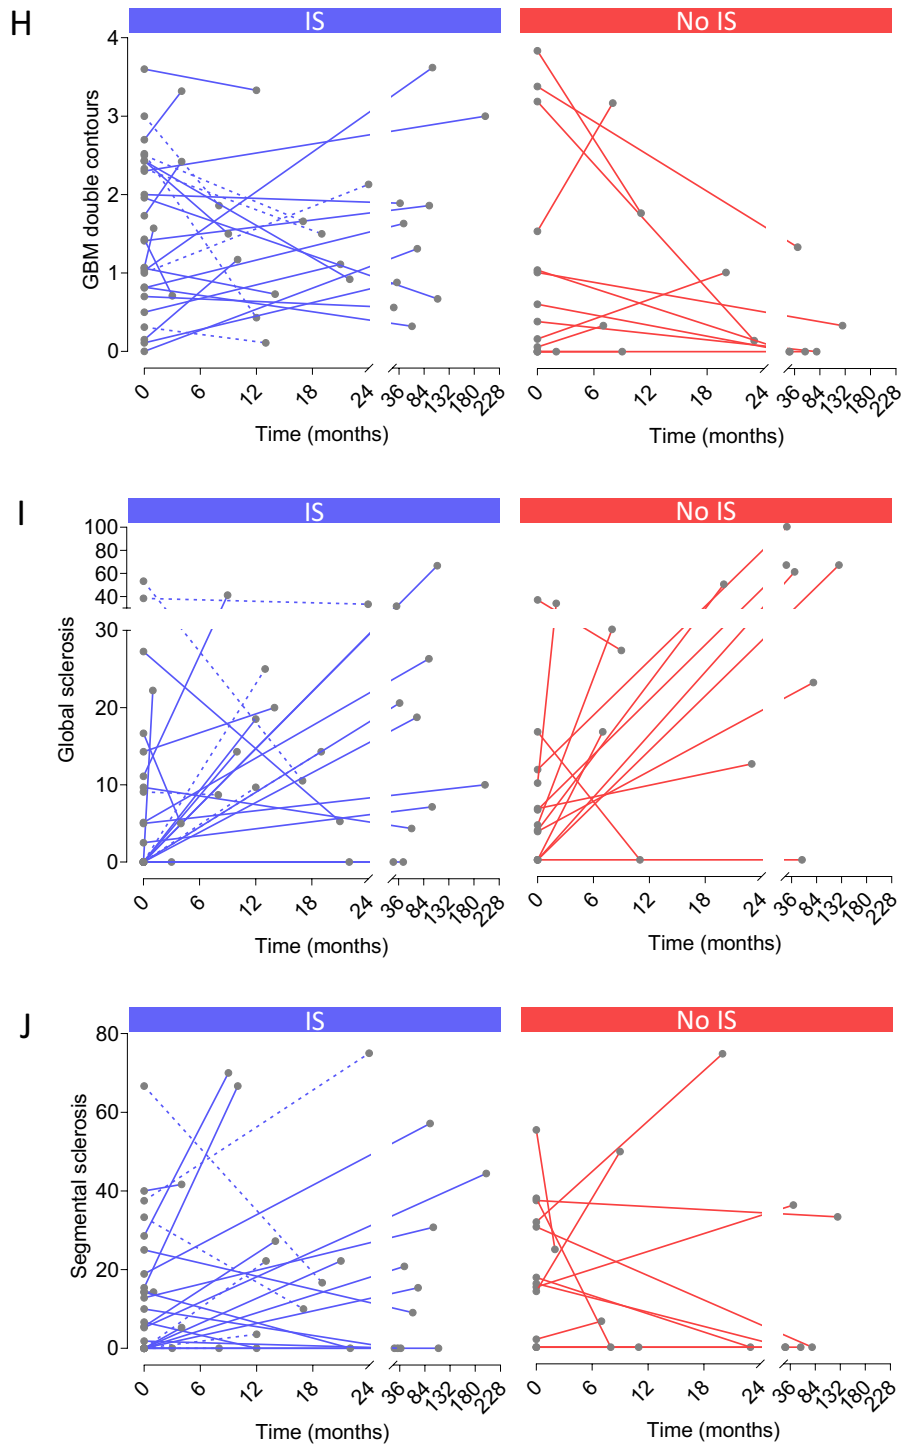 H
IS
No IS
GBM double contours
4
3
2
1
0
0 6 12 18 24 36 84 132 180 228
0 6 12 18 24 36 84 132 180 228
Time (months)
Time (months)
I
IS
No IS
Global sclerosis
100
80
60
40
30
20
10
0
0 6 12 18 24 36 84 132 180 228
0 6 12 18 24 36 84 132 180 228
Time (months)
Time (months)
J
IS
No IS
Segmental sclerosis
80
60
40
20
0
0 6 12 18 24 36 84 132 180 228
0 6 12 18 24 36 84 132 180 228
Time (months)
Time (months)